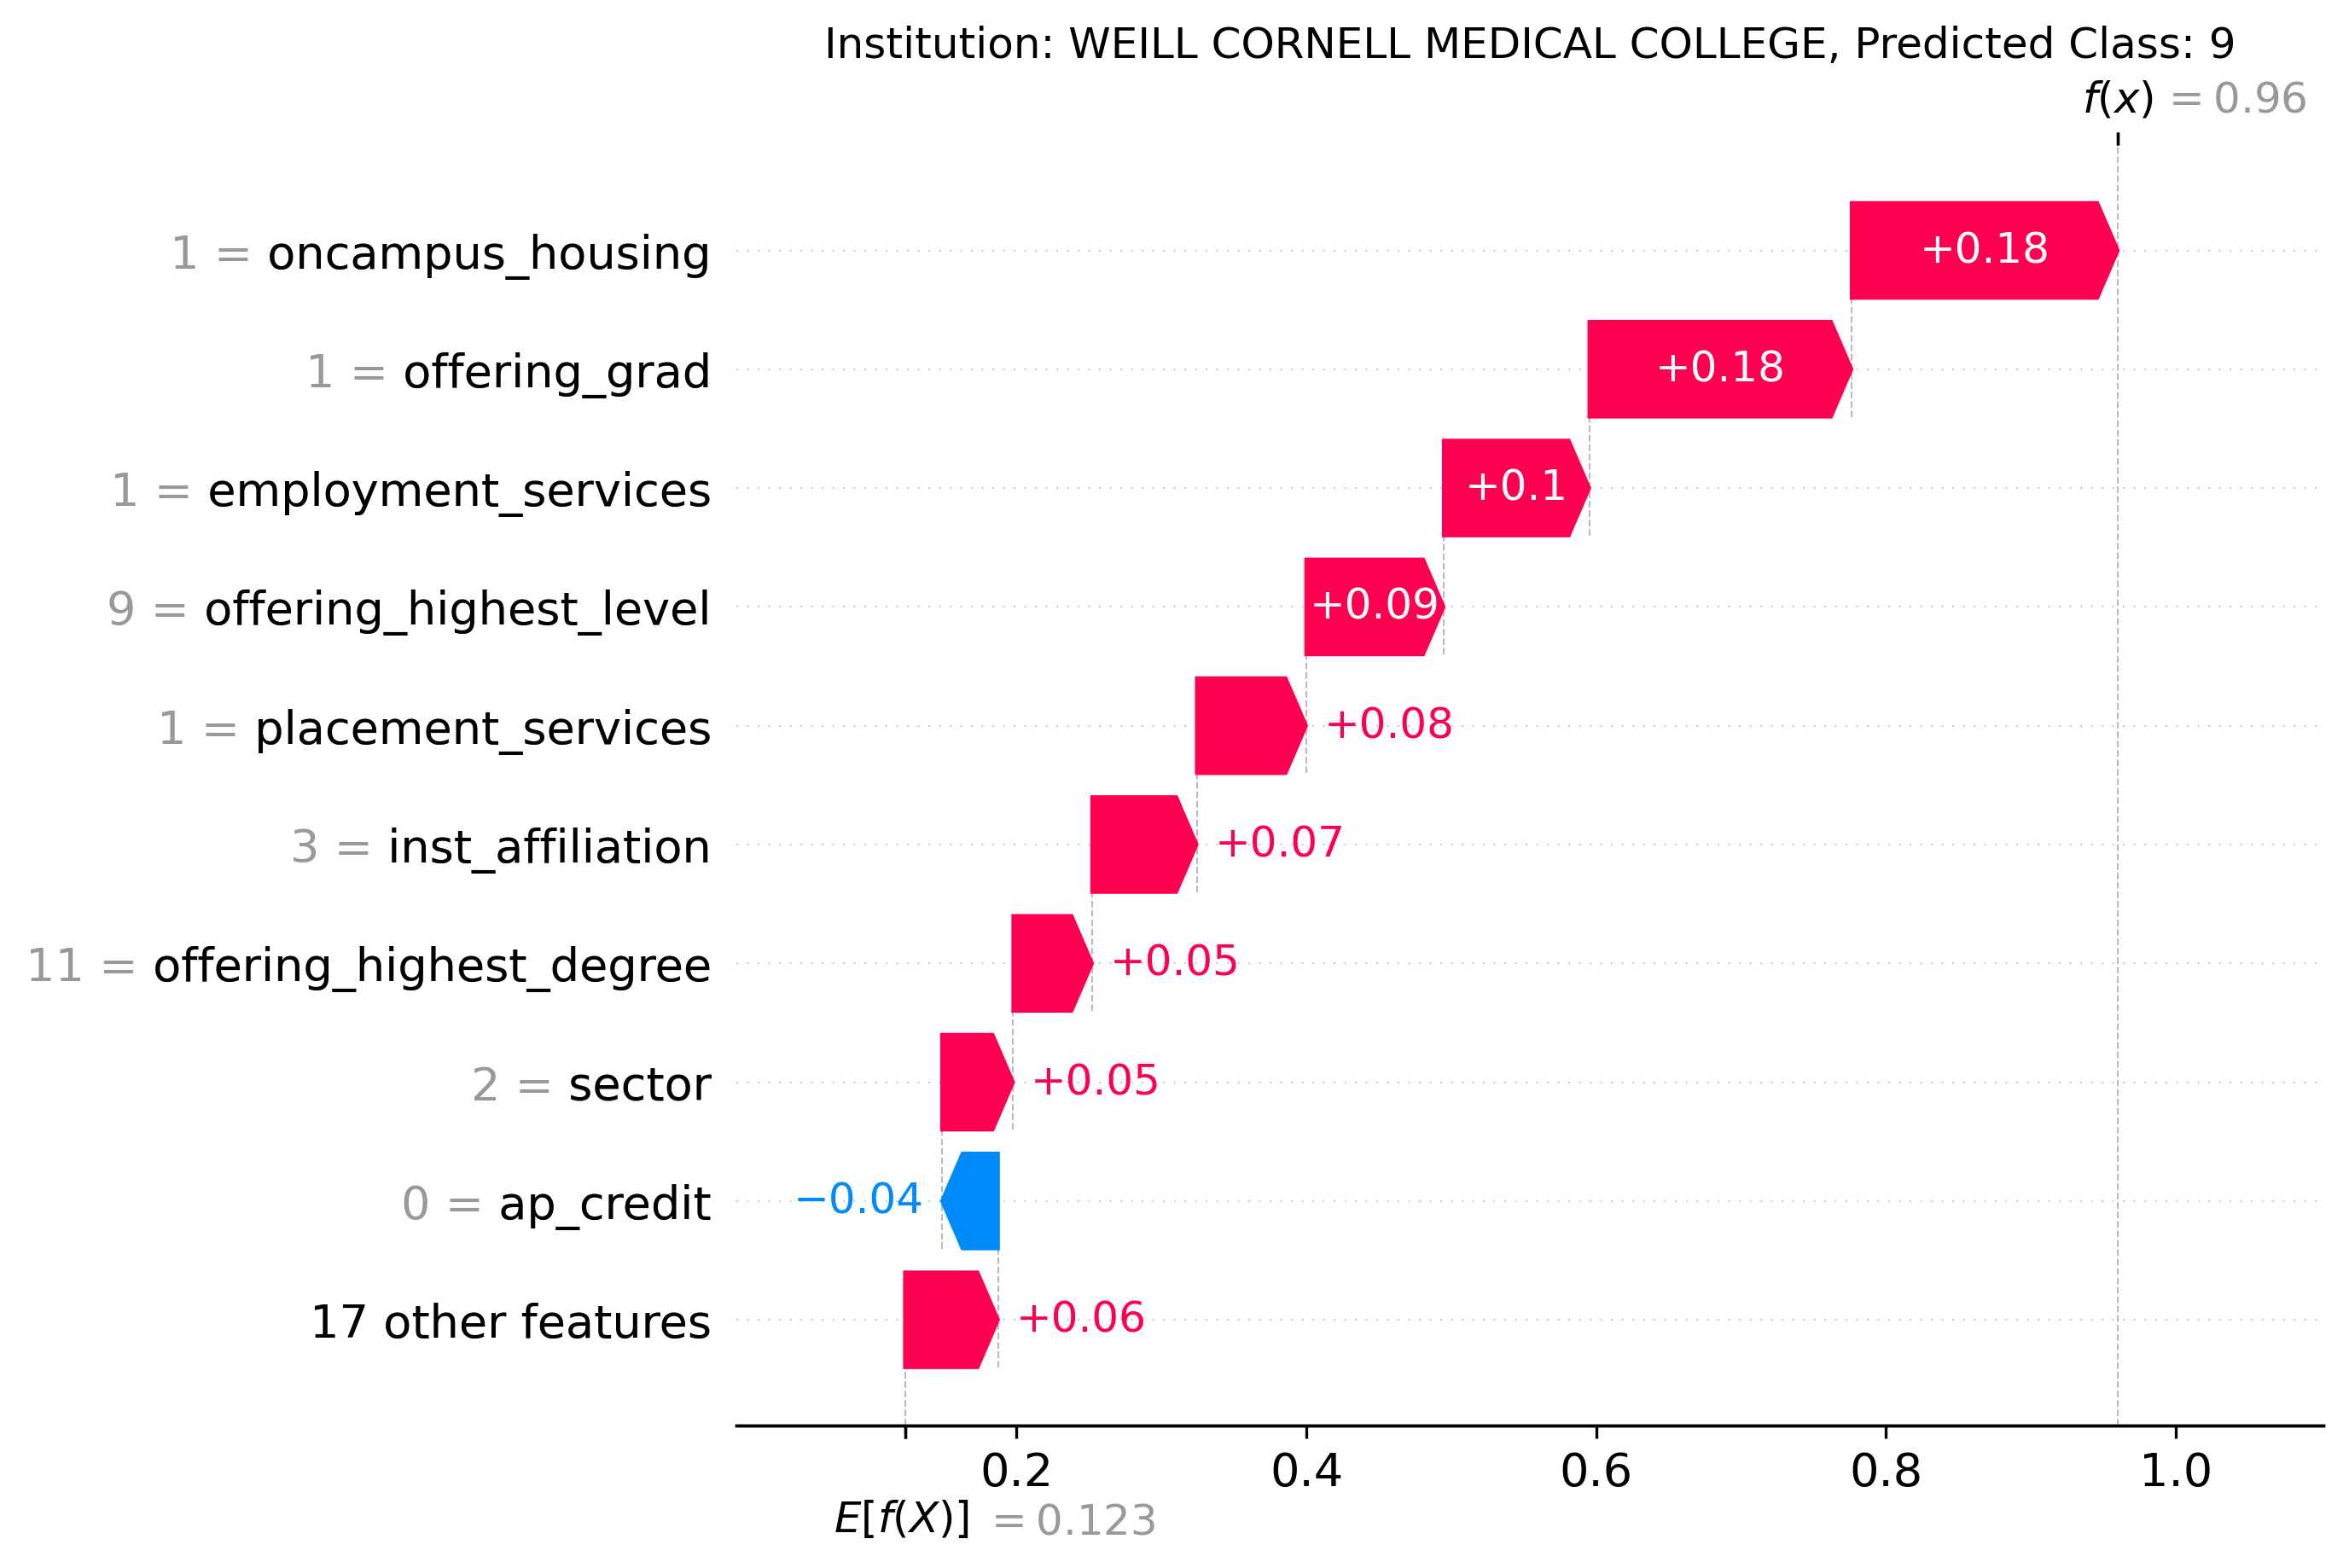 Institution: WEILL CORNELL MEDICAL COLLEGE, Predicted Class: 9
f(x) = 0.96
1 = oncampus_housing +0.18
1 = offering_grad +0.18
1 = employment_services +0.1
9 = offering_highest_level +0.09
1 = placement_services +0.08
3 = inst_affiliation +0.07
11 = offering_highest_degree +0.05
2 = sector +0.05
0 = ap_credit −0.04
17 other features +0.06
0.2 0.4 0.6 0.8 1.0
E[f(X)] = 0.123